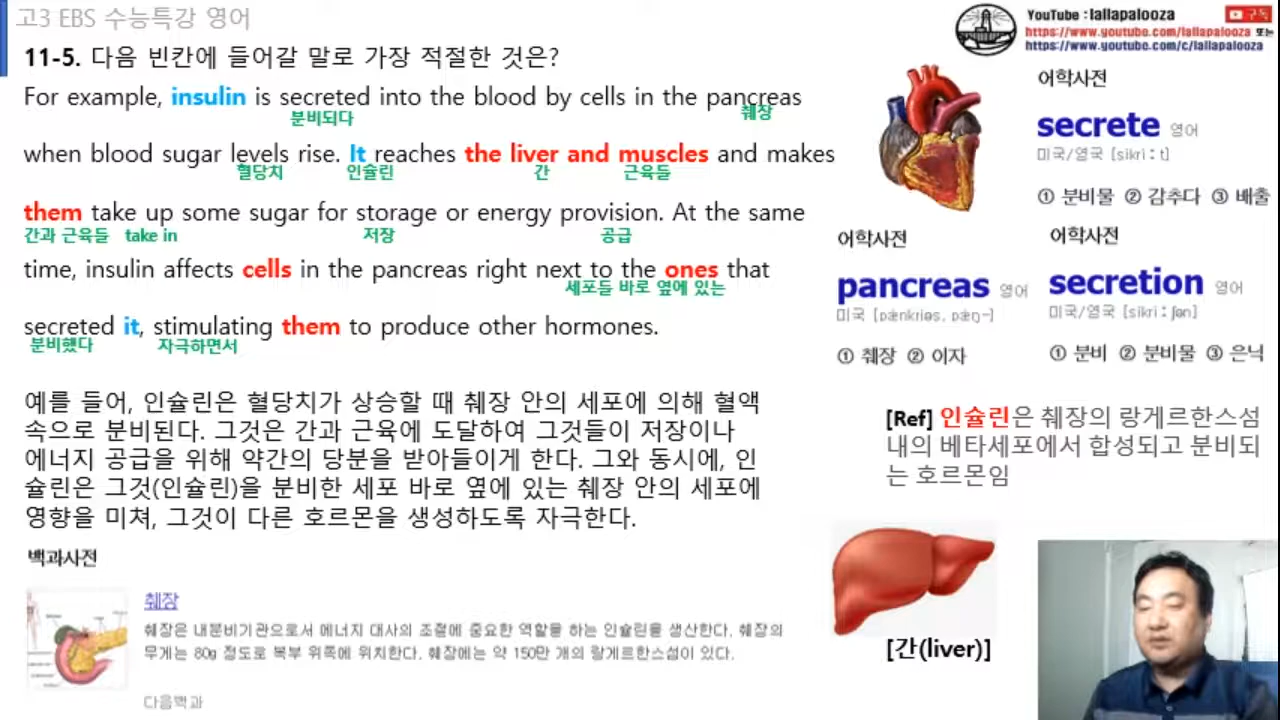 고3 EBS 수능특강 영어
YouTube : lallapalooza
구독
https://www.youtube.com/lallapalooza 또는
https://www.youtube.com/c/lallapalooza
11-5. 다음 빈칸에 들어갈 말로 가장 적절한 것은?
For example, insulin is secreted into the blood by cells in the pancreas
분비되다 췌장
when blood sugar levels rise. It reaches the liver and muscles and makes
혈당치 인슐린 간 근육들
them take up some sugar for storage or energy provision. At the same
간과 근육들 take in 저장 공급
time, insulin affects cells in the pancreas right next to the ones that
세포들 바로 옆에 있는
secreted it, stimulating them to produce other hormones.
분비했다 자극하면서
예를 들어, 인슐린은 혈당치가 상승할 때 췌장 안의 세포에 의해 혈액
속으로 분비된다. 그것은 간과 근육에 도달하여 그것들이 저장이나
에너지 공급을 위해 약간의 당분을 받아들이게 한다. 그와 동시에, 인
슐린은 그것(인슐린)을 분비한 세포 바로 옆에 있는 췌장 안의 세포에
영향을 미쳐, 그것이 다른 호르몬을 생성하도록 자극한다.
백과사전
췌장
췌장은 내분비기관으로서 에너지 대사의 조절에 중요한 역할을 하는 인슐린을 생산한다. 췌장의
무게는 80g 정도로 복부 위쪽에 위치한다. 췌장에는 약 150만 개의 랑게르한스섬이 있다.
다음백과
어학사전
secrete 영어
미국/영국 [sikríːt]
① 분비물 ② 감추다 ③ 배출
어학사전
pancreas 영어
미국 [pǽnkriəs, pǽŋ-]
① 췌장 ② 이자
어학사전
secretion 영어
미국/영국 [sikríːʃən]
① 분비 ② 분비물 ③ 은닉
[Ref] 인슐린은 췌장의 랑게르한스섬
내의 베타세포에서 합성되고 분비되
는 호르몬임
[간(liver)]